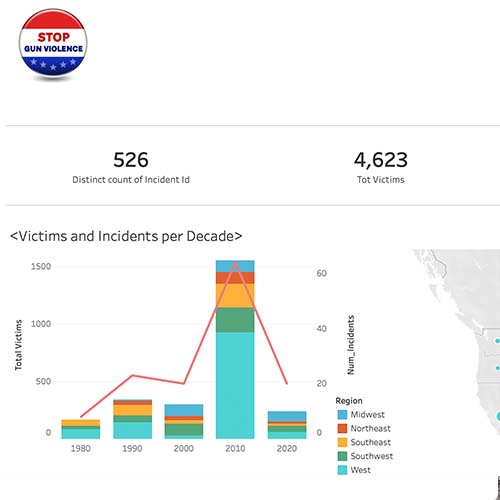 STOP
GUN VIOLENCE
526
Distinct count of Incident Id
4,623
Tot Victims
<Victims and Incidents per Decade>
1500
1000
500
0
Total Victims
60
40
20
0
Num_Incidents
1980
1990
2000
2010
2020
Region
Midwest
Northeast
Southeast
Southwest
West